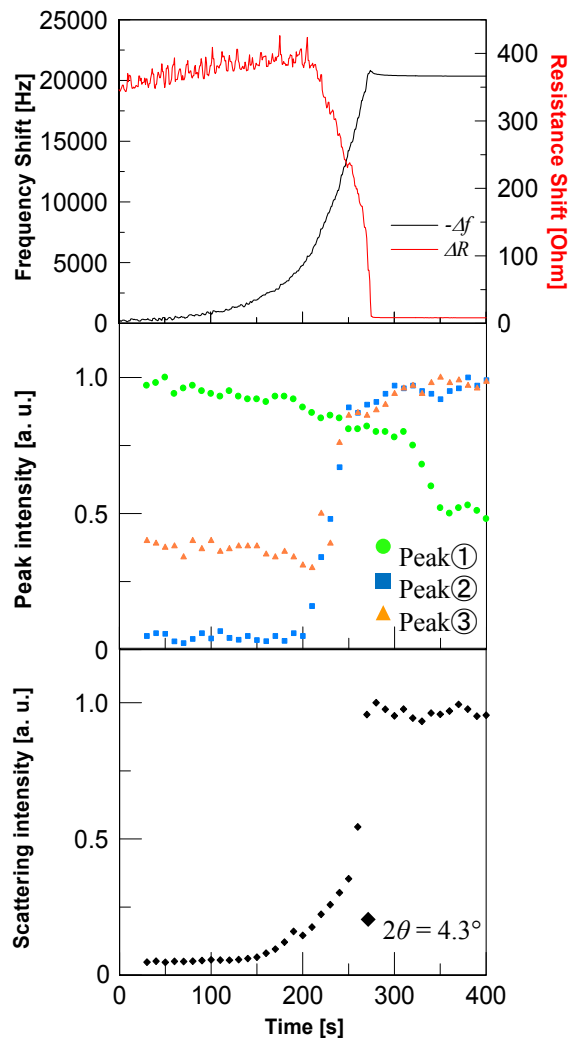 25000
20000
15000
10000
5000
0
Frequency Shift [Hz]
400
300
200
100
0
Resistance Shift [Ohm]
-Δf
ΔR
1.0
0.5
0
Peak intensity [a. u.]
Peak①
Peak②
Peak③
1.0
0.5
0
Scattering intensity [a. u.]
2θ = 4.3°
0 100 200 300 400
Time [s]